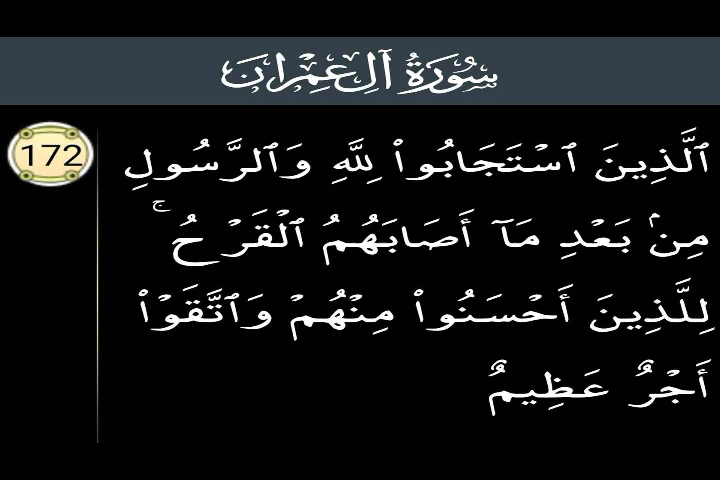 سُورَةُ آلِ عِمْرَانَ
172
ٱلَّذِينَ ٱسْتَجَابُوا۟ لِلَّهِ وَٱلرَّسُولِ
مِنۢ بَعْدِ مَآ أَصَابَهُمُ ٱلْقَرْحُ ۚ
لِلَّذِينَ أَحْسَنُوا۟ مِنْهُمْ وَٱتَّقَوْا۟
أَجْرٌ عَظِيمٌ